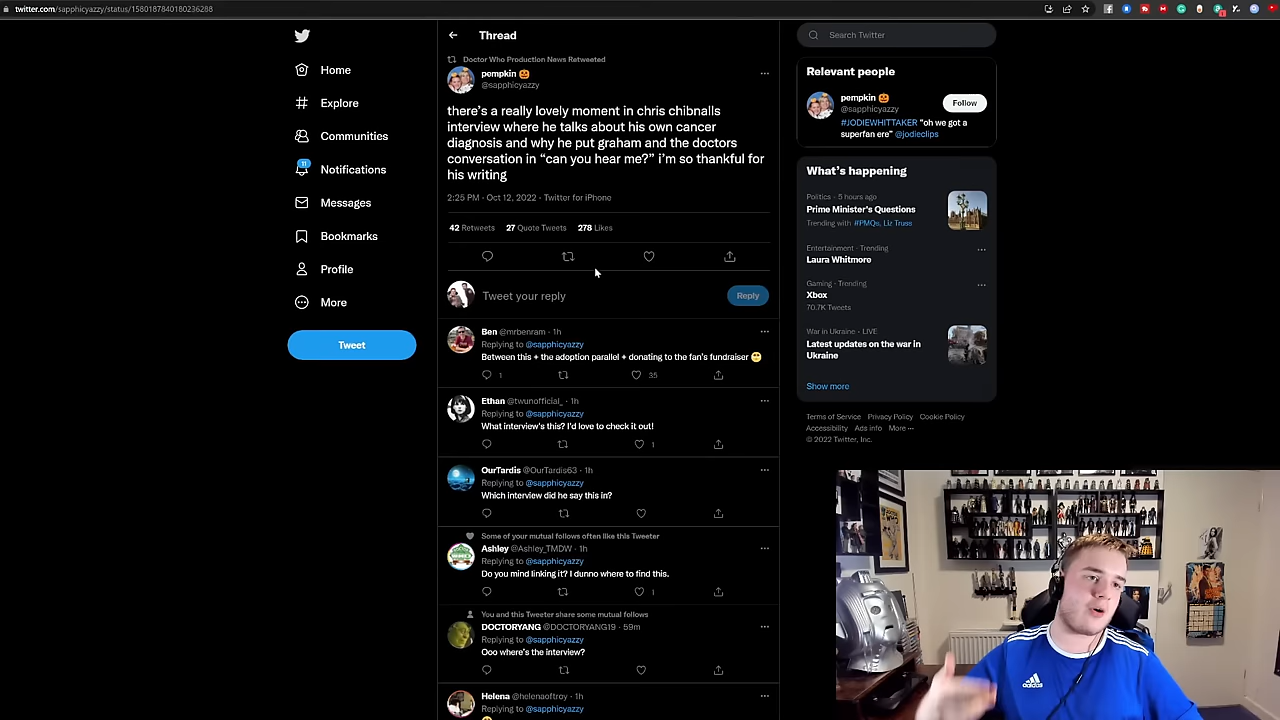 twitter.com/sapphicyazzy/status/1580187840180236288
Home
Explore
Communities
11
Notifications
Messages
Bookmarks
Profile
More
Tweet
Thread
Doctor Who Production News Retweeted
pempkin 🎃
@sapphicyazzy
there's a really lovely moment in chris chibnalls
interview where he talks about his own cancer
diagnosis and why he put graham and the doctors
conversation in “can you hear me?” i'm so thankful for
his writing
2:25 PM · Oct 12, 2022 · Twitter for iPhone
42 Retweets 27 Quote Tweets 278 Likes
Tweet your reply
Reply
Ben @mrbenram · 1h
Replying to @sapphicyazzy
Between this + the adoption parallel + donating to the fan's fundraiser
1 35
Ethan @twunofficial_ · 1h
Replying to @sapphicyazzy
What interview's this? I'd love to check it out!
1
OurTardis @OurTardis63 · 1h
Replying to @sapphicyazzy
Which interview did he say this in?
Some of your mutual follows often like this Tweeter
Ashley @Ashley_TMDW · 1h
Replying to @sapphicyazzy
Do you mind linking it? I dunno where to find this.
1
You and this Tweeter share some mutual follows
DOCTORYANG @DOCTORYANG19 · 59m
Replying to @sapphicyazzy
Ooo where's the interview?
Helena @helenaoftroy · 1h
Replying to @sapphicyazzy
Search Twitter
Relevant people
pempkin 🎃
@sapphicyazzy
Follow
#JODIEWHITTAKER “oh we got a
superfan ere” @jodieclips
What's happening
Politics · 5 hours ago
Prime Minister's Questions
Trending with #PMQs, Liz Truss
Entertainment · Trending
Laura Whitmore
Gaming · Trending
Xbox
70.7K Tweets
War in Ukraine · LIVE
Latest updates on the war in
Ukraine
Show more
Terms of Service Privacy Policy Cookie Policy
Accessibility Ads info More ···
© 2022 Twitter, Inc.
adidas